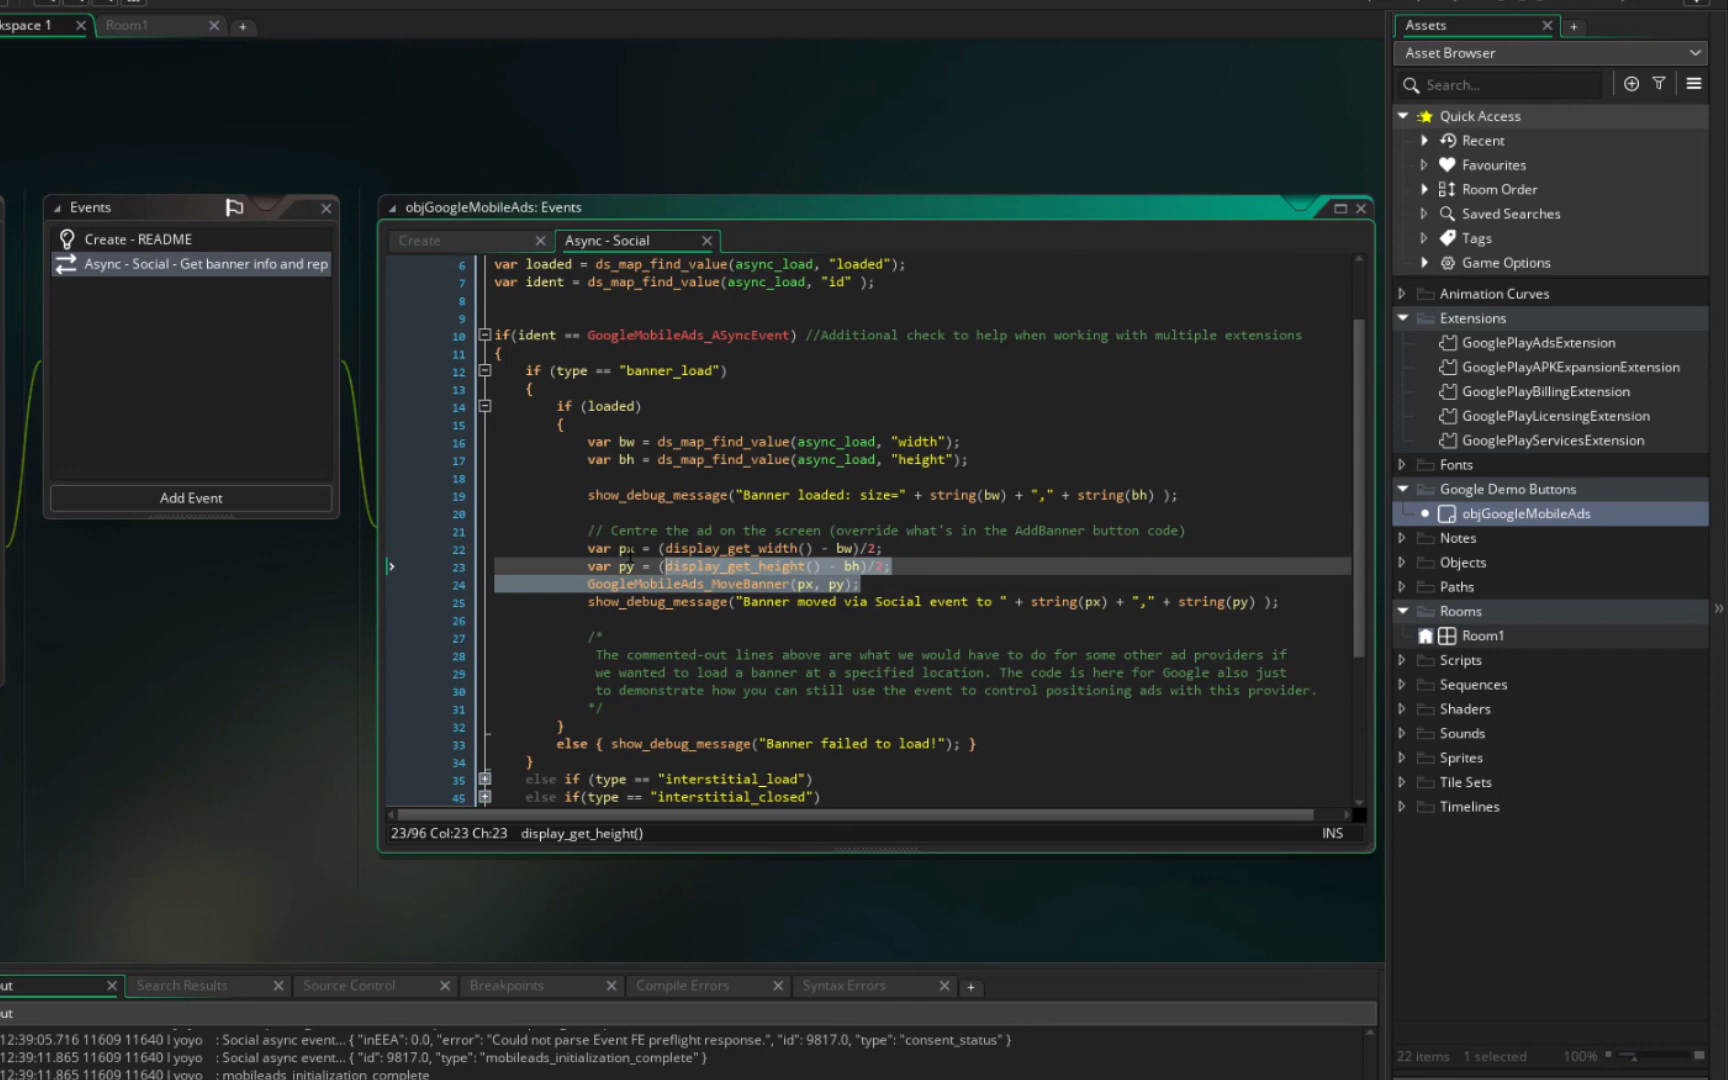 kspace 1
Room1
Events
Create - README
Async - Social - Get banner info and rep
Add Event
objGoogleMobileAds: Events
Create
Async - Social
6 var loaded = ds_map_find_value(async_load, "loaded");
7 var ident = ds_map_find_value(async_load, "id" );
8
9
10 if(ident == GoogleMobileAds_ASyncEvent) //Additional check to help when working with multiple extensions
11 {
12 if (type == "banner_load")
13 {
14 if (loaded)
15 {
16 var bw = ds_map_find_value(async_load, "width");
17 var bh = ds_map_find_value(async_load, "height");
18
19 show_debug_message("Banner loaded: size=" + string(bw) + "," + string(bh) );
20
21 // Centre the ad on the screen (override what's in the AddBanner button code)
22 var px = (display_get_width() - bw)/2;
23 var py = (display_get_height() - bh)/2;
24 GoogleMobileAds_MoveBanner(px, py);
25 show_debug_message("Banner moved via Social event to " + string(px) + "," + string(py) );
26
27 /*
28 The commented-out lines above are what we would have to do for some other ad providers if
29 we wanted to load a banner at a specified location. The code is here for Google also just
30 to demonstrate how you can still use the event to control positioning ads with this provider.
31 */
32 }
33 else { show_debug_message("Banner failed to load!"); }
34 }
35 else if (type == "interstitial_load")
45 else if(type == "interstitial_closed")
23/96 Col:23 Ch:23 display_get_height()
INS
ut
Search Results
Source Control
Breakpoints
Compile Errors
Syntax Errors
ut
12:39:05.716 11609 11640 I yoyo : Social async event... { "inEEA": 0.0, "error": "Could not parse Event FE preflight response.", "id": 9817.0, "type": "consent_status" }
12:39:11.865 11609 11640 I yoyo : Social async event... { "id": 9817.0, "type": "mobileads_initialization_complete" }
12:39:11.865 11609 11640 I yoyo : mobileads_initialization_complete
Assets
Asset Browser
Search...
Quick Access
Recent
Favourites
Room Order
Saved Searches
Tags
Game Options
Animation Curves
Extensions
GooglePlayAdsExtension
GooglePlayAPKExpansionExtension
GooglePlayBillingExtension
GooglePlayLicensingExtension
GooglePlayServicesExtension
Fonts
Google Demo Buttons
objGoogleMobileAds
Notes
Objects
Paths
Rooms
Room1
Scripts
Sequences
Shaders
Sounds
Sprites
Tile Sets
Timelines
22 items 1 selected 100%